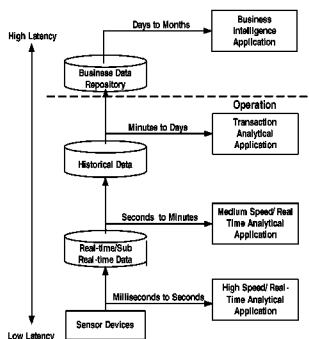 High Latency
Days to Months
Business
Intelligence
Application
Business Data
Repository
Operation
Minutes to Days
Transaction
Analytical
Application
Historical Data
Seconds to Minutes
Medium Speed/ Real
Time Analytical
Application
Real-time/Sub
Real-time Data
Milliseconds to Seconds
High Speed/ Real-
Time Analytical
Application
Sensor Devices
Low Latency